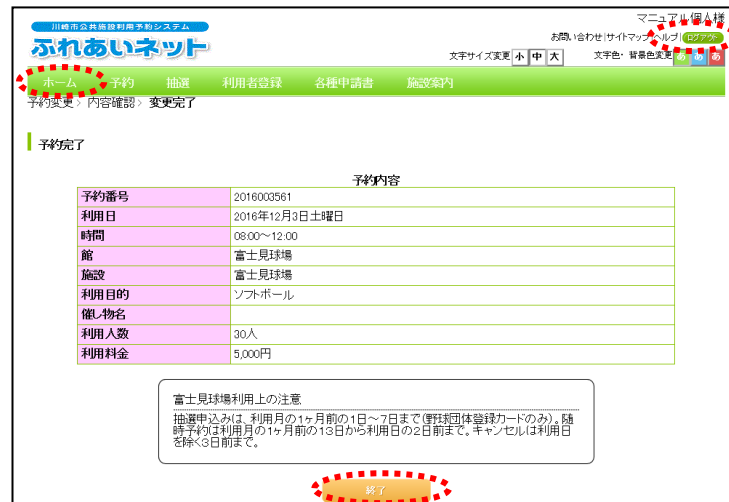 マニュアル個人様
川崎市公共施設利用予約システム
ふれあいネット
お問い合わせ|サイトマップ|ヘルプ|ログアウト
文字サイズ変更 小 中 大 文字色・背景色変更 あ あ あ
ホーム 予約 抽選 利用者登録 各種申請書 施設案内
予約変更> 内容確認> 変更完了
予約完了
予約内容
予約番号 2016003561
利用日 2016年12月3日土曜日
時間 08:00～12:00
館 富士見球場
施設 富士見球場
利用目的 ソフトボール
催し物名
利用人数 30人
利用料金 5,000円
富士見球場利用上の注意
抽選申込みは、利用月の1ヶ月前の1日～7日まで(野球団体登録カードのみ)。随
時予約は利用月の1ヶ月前の13日から利用日の2日前まで。キャンセルは利用日
を除く3日前まで。
終了